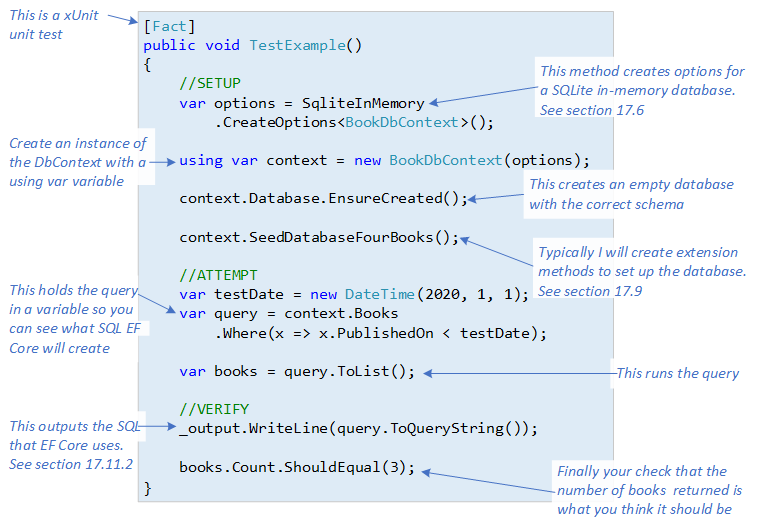 This is a xUnit
unit test
[Fact]
public void TestExample()
{
//SETUP
var options = SqliteInMemory
.CreateOptions<BookDbContext>();
This method creates options for
a SQLite in-memory database.
See section 17.6
Create an instance of
the DbContext with a
using var variable
using var context = new BookDbContext(options);
context.Database.EnsureCreated();
This creates an empty database
with the correct schema
context.SeedDatabaseFourBooks();
Typically I will create extension
methods to set up the database.
See section 17.9
//ATTEMPT
var testDate = new DateTime(2020, 1, 1);
This holds the query
in a variable so you
can see what SQL EF
Core will create
var query = context.Books
.Where(x => x.PublishedOn < testDate);
var books = query.ToList();
This runs the query
//VERIFY
This outputs the SQL
that EF Core uses.
See section 17.11.2
_output.WriteLine(query.ToQueryString());
books.Count.ShouldEqual(3);
Finally your check that the
number of books  returned is
what you think it should be
}